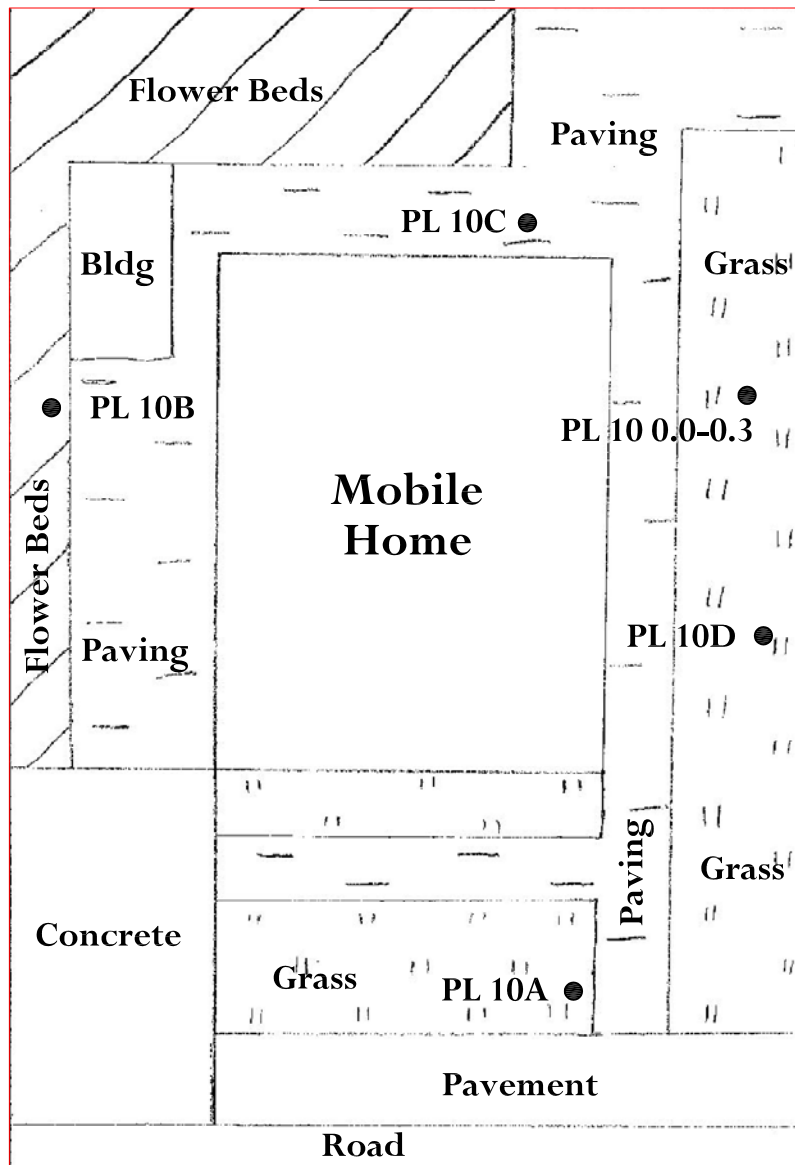 Flower Beds
Paving
PL 10C
Bldg
Grass
PL 10B
PL 10 0.0-0.3
Mobile
Home
Flower Beds
PL 10D
Paving
Paving
Grass
Concrete
Grass
PL 10A
Pavement
Road